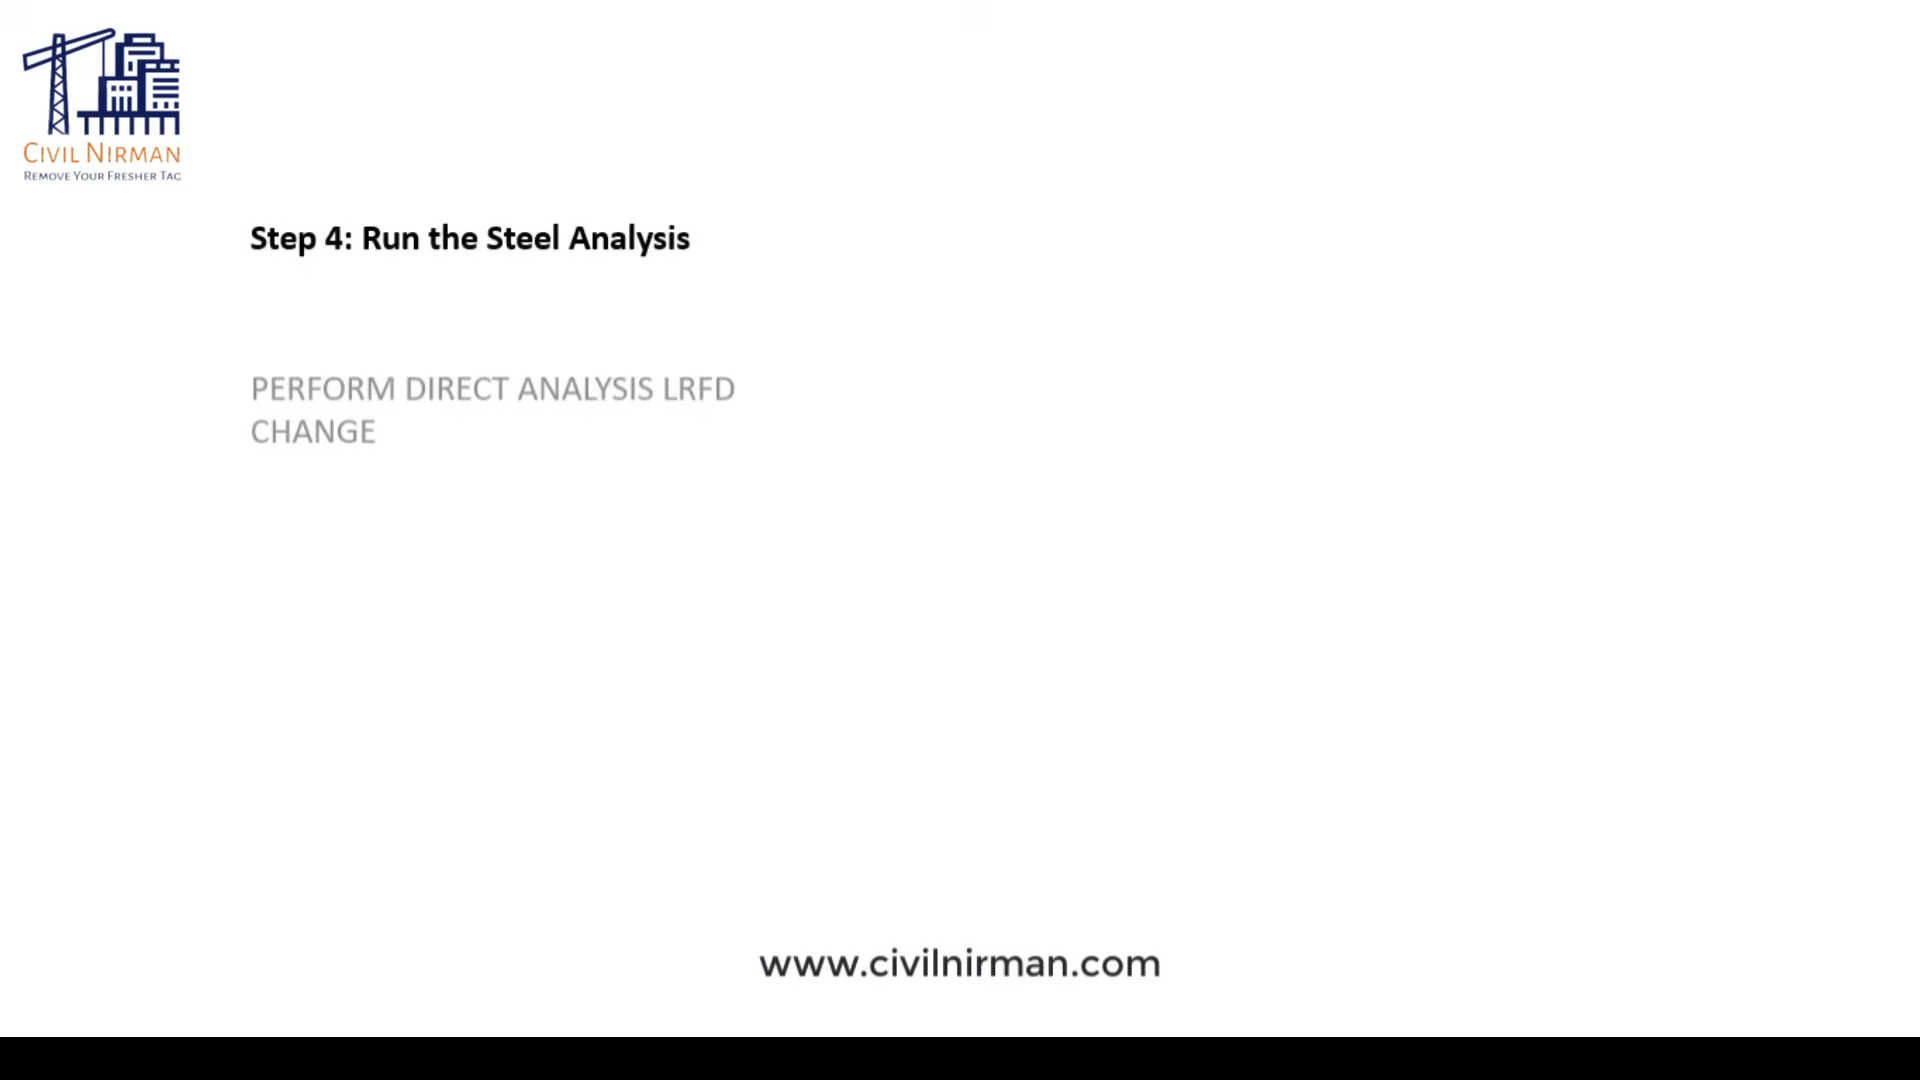 CIVIL NIRMAN
REMOVE YOUR FRESHER TAG
Step 4: Run the Steel Analysis
PERFORM DIRECT ANALYSIS LRFD
CHANGE
www.civilnirman.com